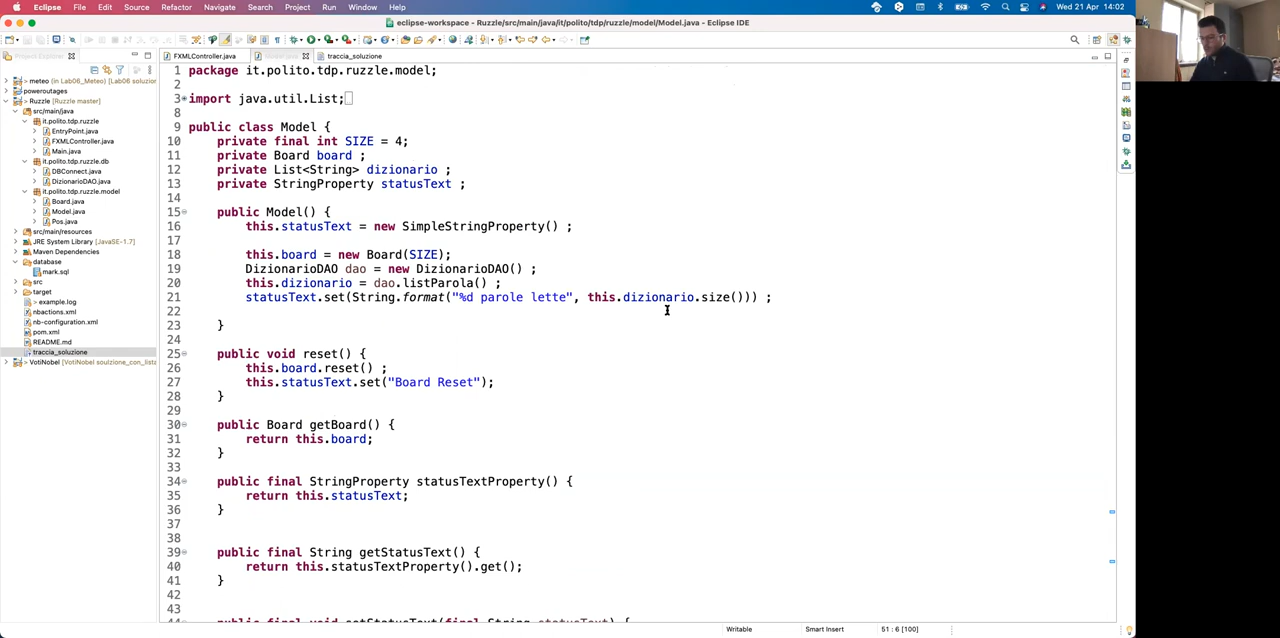 Eclipse File Edit Source Refactor Navigate Search Project Run Window Help
Wed 21 Apr 14:02
eclipse-workspace - Ruzzle/src/main/java/it/polito/tdp/ruzzle/model/Model.java - Eclipse IDE
Project Explorer
FXMLController.java
Model.java
traccia_soluzione
meteo (in Lab06_Meteo) [Lab06 soluzion
poweroutages
Ruzzle [Ruzzle master]
src/main/java
it.polito.tdp.ruzzle
EntryPoint.java
FXMLController.java
Main.java
it.polito.tdp.ruzzle.db
DBConnect.java
DizionarioDAO.java
it.polito.tdp.ruzzle.model
Board.java
Model.java
Pos.java
src/main/resources
JRE System Library [JavaSE-1.7]
Maven Dependencies
database
mark.sql
src
target
> example.log
nbactions.xml
nb-configuration.xml
pom.xml
README.md
traccia_soluzione
VotiNobel [VotiNobel soulzione_con_lista
1 package it.polito.tdp.ruzzle.model;
2
3 import java.util.List;
8
9 public class Model {
10 private final int SIZE = 4;
11 private Board board ;
12 private List<String> dizionario ;
13 private StringProperty statusText ;
14
15 public Model() {
16 this.statusText = new SimpleStringProperty() ;
17
18 this.board = new Board(SIZE);
19 DizionarioDAO dao = new DizionarioDAO() ;
20 this.dizionario = dao.listParola() ;
21 statusText.set(String.format("%d parole lette", this.dizionario.size())) ;
22
23 }
24
25 public void reset() {
26 this.board.reset() ;
27 this.statusText.set("Board Reset");
28 }
29
30 public Board getBoard() {
31 return this.board;
32 }
33
34 public final StringProperty statusTextProperty() {
35 return this.statusText;
36 }
37
38
39 public final String getStatusText() {
40 return this.statusTextProperty().get();
41 }
42
43
44 public final void setStatusText(final String statusText) {
Writable Smart Insert 51 : 6 [100]